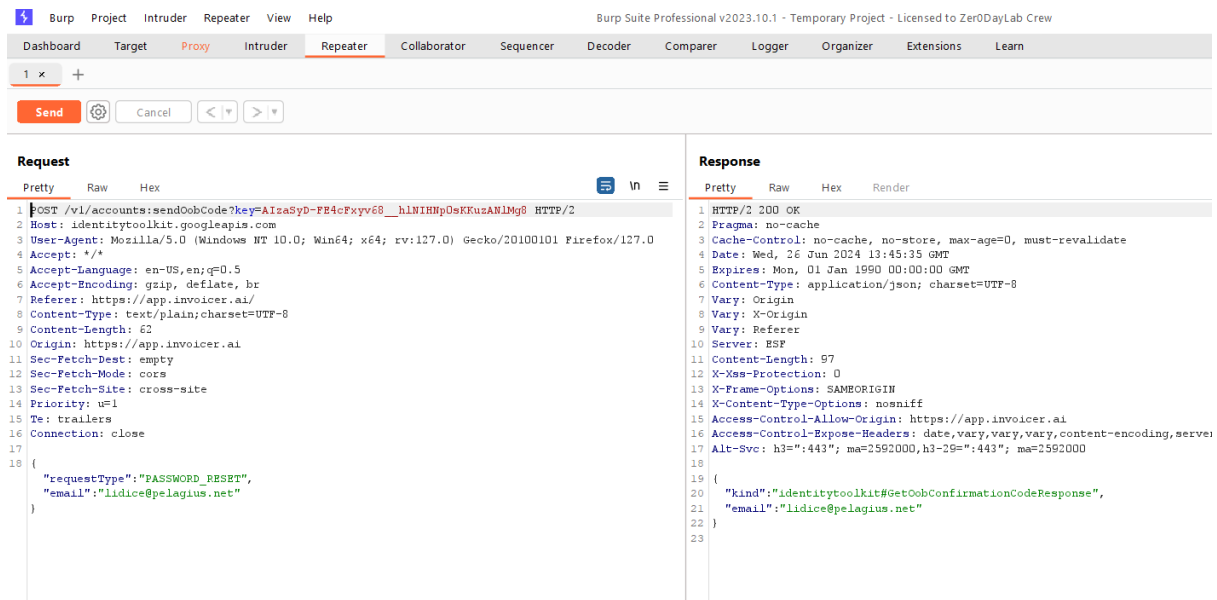 Burp Project Intruder Repeater View Help Burp Suite Professional v2023.10.1 - Temporary Project - Licensed to Zer0DayLab Crew
Dashboard Target Proxy Intruder Repeater Collaborator Sequencer Decoder Comparer Logger Organizer Extensions Learn
1 × +
Send Cancel < >
Request
Pretty Raw Hex \n
1 POST /v1/accounts:sendOobCode?key=AIzaSyD-FE4cFxyv68__hlNIHNpOsKKuzANlMg8 HTTP/2
2 Host: identitytoolkit.googleapis.com
3 User-Agent: Mozilla/5.0 (Windows NT 10.0; Win64; x64; rv:127.0) Gecko/20100101 Firefox/127.0
4 Accept: */*
5 Accept-Language: en-US,en;q=0.5
6 Accept-Encoding: gzip, deflate, br
7 Referer: https://app.invoicer.ai/
8 Content-Type: text/plain;charset=UTF-8
9 Content-Length: 62
10 Origin: https://app.invoicer.ai
11 Sec-Fetch-Dest: empty
12 Sec-Fetch-Mode: cors
13 Sec-Fetch-Site: cross-site
14 Priority: u=1
15 Te: trailers
16 Connection: close
17
18 {
"requestType":"PASSWORD_RESET",
"email":"lidice@pelagius.net"
}
Response
Pretty Raw Hex Render
1 HTTP/2 200 OK
2 Pragma: no-cache
3 Cache-Control: no-cache, no-store, max-age=0, must-revalidate
4 Date: Wed, 26 Jun 2024 13:45:35 GMT
5 Expires: Mon, 01 Jan 1990 00:00:00 GMT
6 Content-Type: application/json; charset=UTF-8
7 Vary: Origin
8 Vary: X-Origin
9 Vary: Referer
10 Server: ESF
11 Content-Length: 97
12 X-Xss-Protection: 0
13 X-Frame-Options: SAMEORIGIN
14 X-Content-Type-Options: nosniff
15 Access-Control-Allow-Origin: https://app.invoicer.ai
16 Access-Control-Expose-Headers: date,vary,vary,vary,content-encoding,server
17 Alt-Svc: h3=":443"; ma=2592000,h3-29=":443"; ma=2592000
18
19 {
20 "kind":"identitytoolkit#GetOobConfirmationCodeResponse",
21 "email":"lidice@pelagius.net"
22 }
23